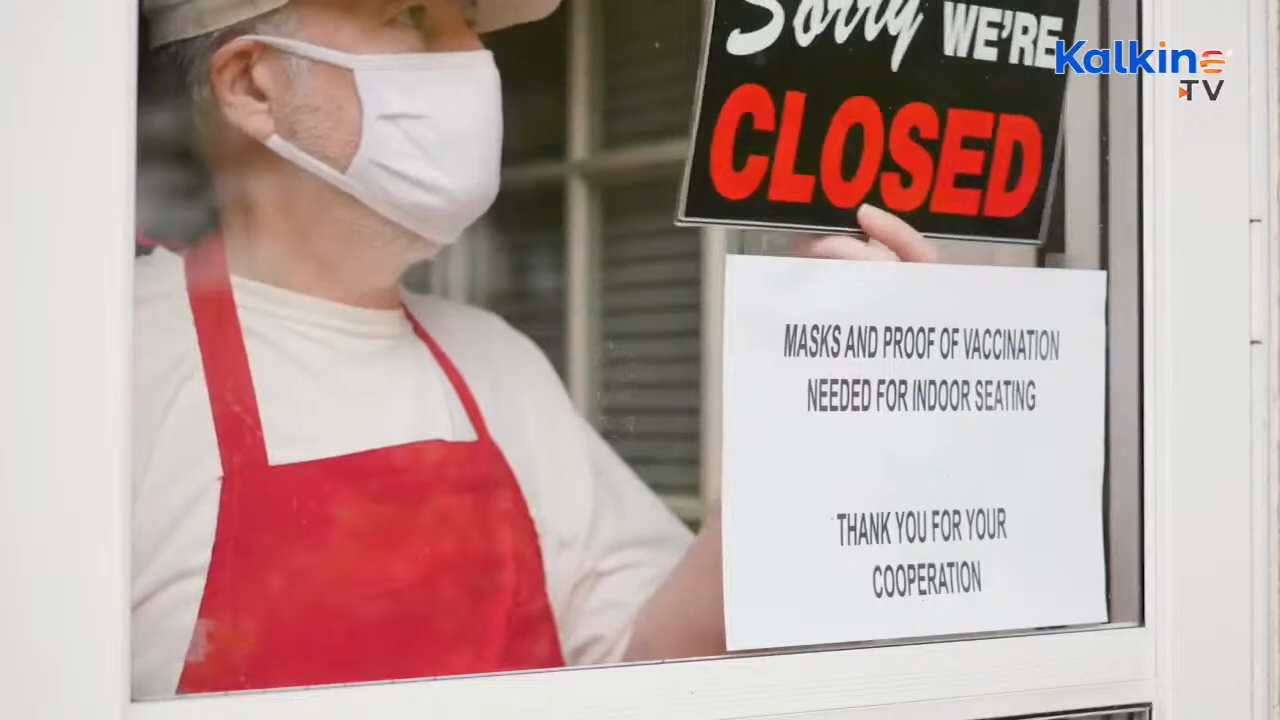 Sorry WE'RE
CLOSED
Kalkine
TV
MASKS AND PROOF OF VACCINATION
NEEDED FOR INDOOR SEATING
THANK YOU FOR YOUR
COOPERATION